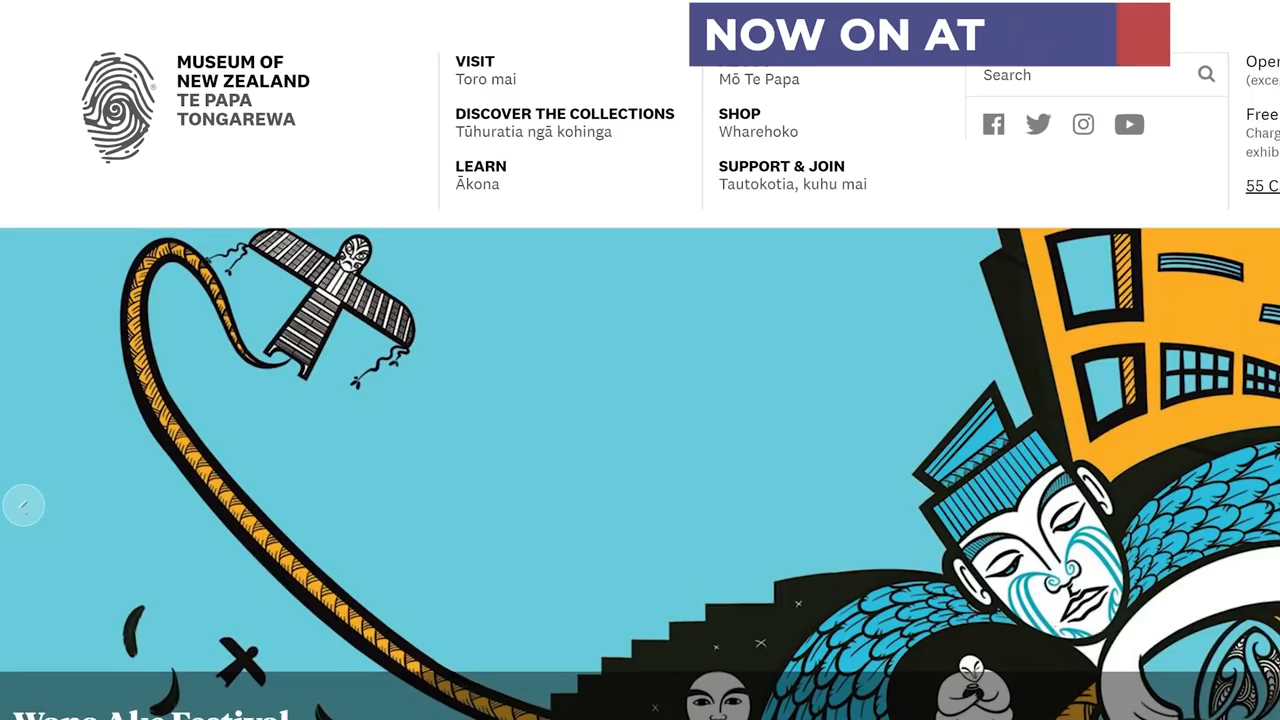 NOW ON AT
MUSEUM OF
NEW ZEALAND
TE PAPA
TONGAREWA
VISIT
Toro mai
DISCOVER THE COLLECTIONS
Tūhuratia ngā kohinga
LEARN
Ākona
Mō Te Papa
SHOP
Wharehoko
SUPPORT & JOIN
Tautokotia, kuhu mai
Search
Free
55 C